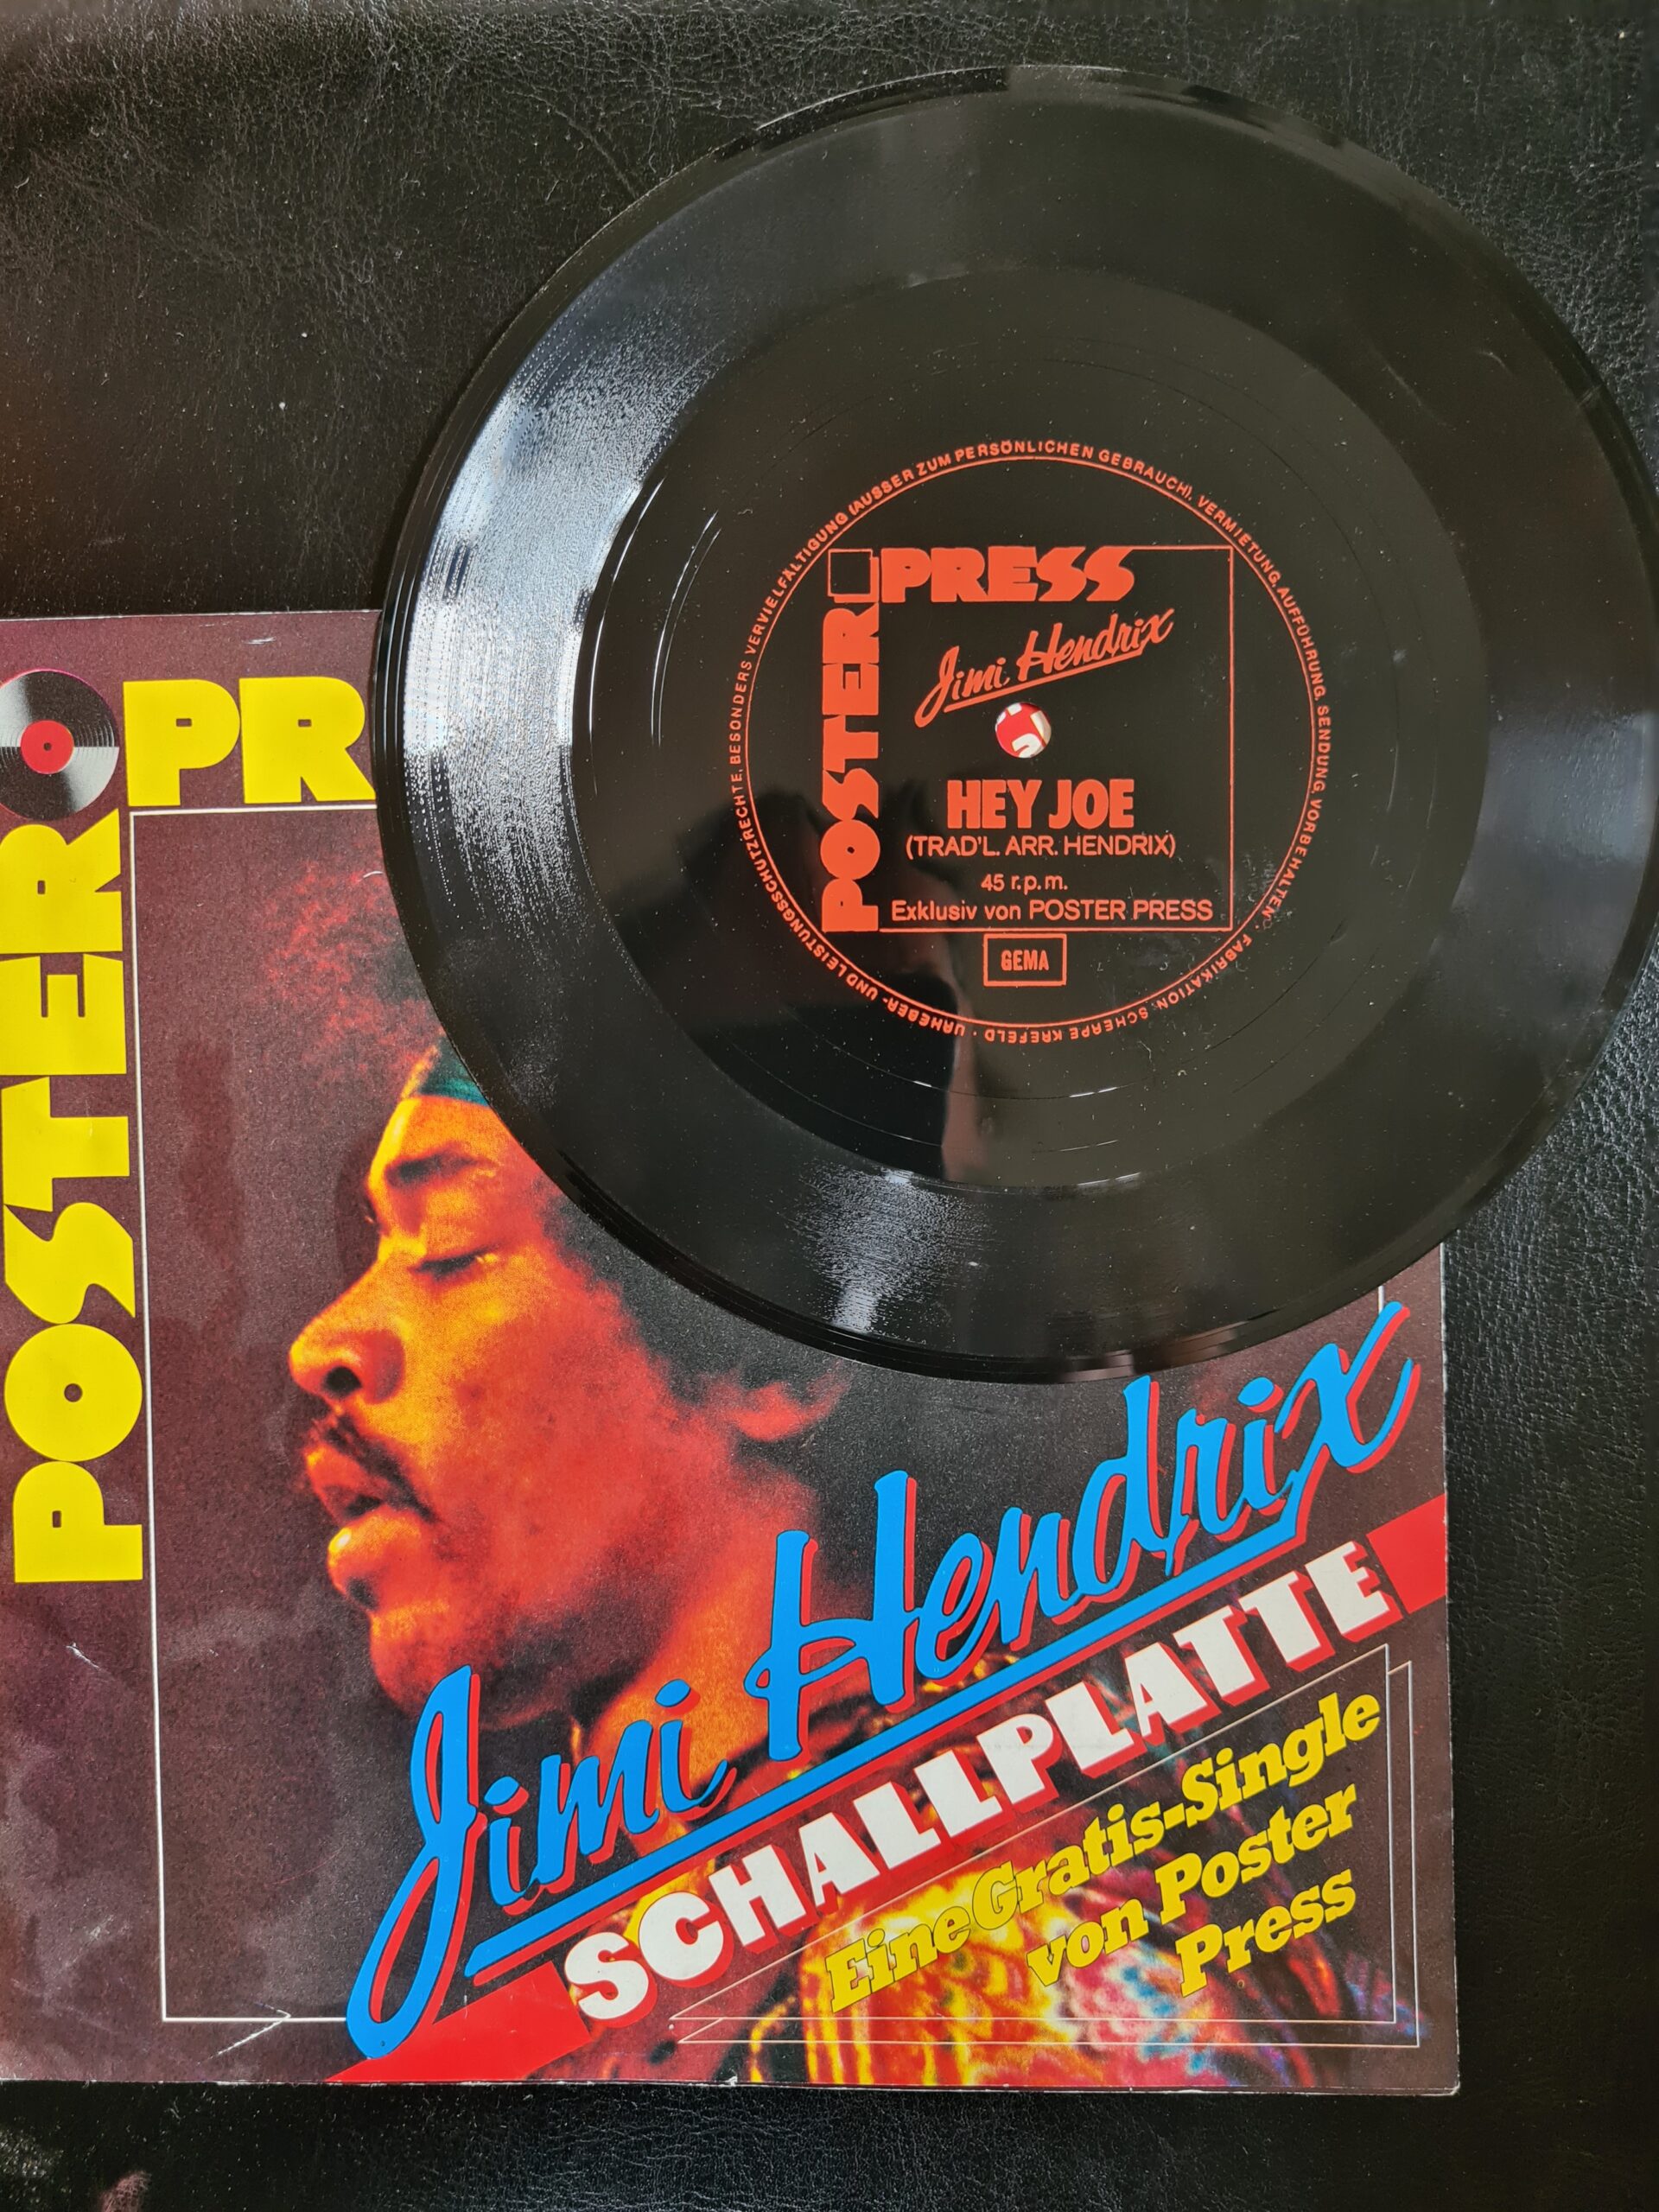 URHEBER- UND LEISTUNGSSCHUTZRECHTE, BESONDERS VERVIELFÄLTIGUNG (AUSSER ZUM PERSÖNLICHEN GEBRAUCH), VERMIETUNG, AUFFÜHRUNG, SENDUNG, VORBEHALTEN · FABRIKATION: SCHERPE KREFELD ·
POSTER PRESS
Jimi Hendrix
HEY JOE
(TRAD'L. ARR. HENDRIX)
45 r.p.m.
Exklusiv von POSTER PRESS
GEMA
POSTER PR
Jimi Hendrix
SCHALLPLATTE
Eine Gratis-Single
von Poster
Press